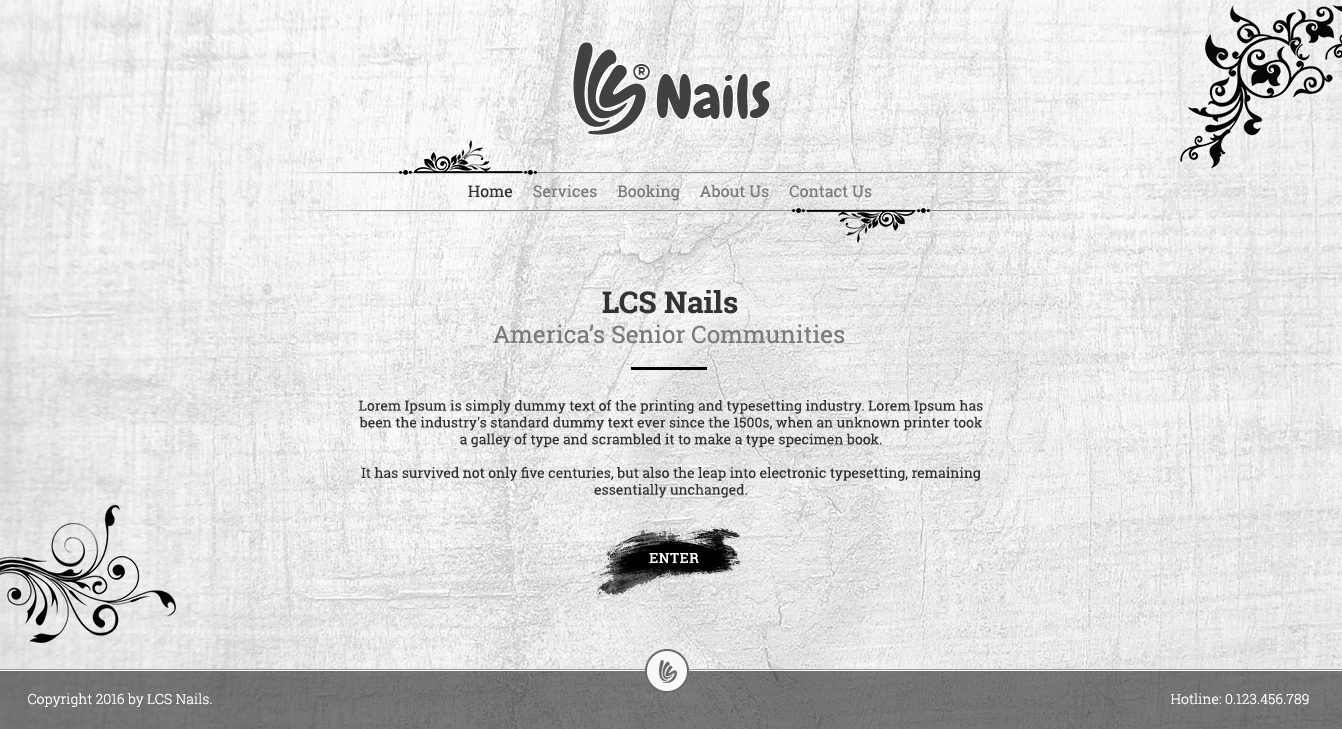 LCS® Nails
Home Services Booking About Us Contact Us
LCS Nails
America's Senior Communities
Lorem Ipsum is simply dummy text of the printing and typesetting industry. Lorem Ipsum has
been the industry's standard dummy text ever since the 1500s, when an unknown printer took
a galley of type and scrambled it to make a type specimen book.
It has survived not only five centuries, but also the leap into electronic typesetting, remaining
essentially unchanged.
ENTER
Copyright 2016 by LCS Nails.
Hotline: 0.123.456.789